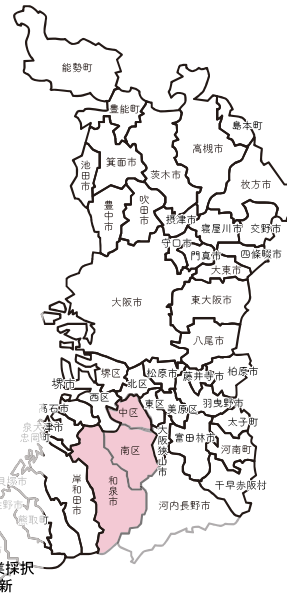 能勢町
豊能町
島本町
高槻市
池田市
箕面市
茨木市
枚方市
豊中市
吹田市
摂津市
寝屋川市
交野市
守口市
門真市
四條畷市
大東市
大阪市
東大阪市
八尾市
堺区
松原市
藤井寺市
柏原市
堺市
北区
西区
東区
美原区
羽曳野市
高石市
中区
太子町
大阪狭山市
富田林市
河南町
南区
和泉市
岸和田市
千早赤阪村
河内長野市
熊取町
採択
新